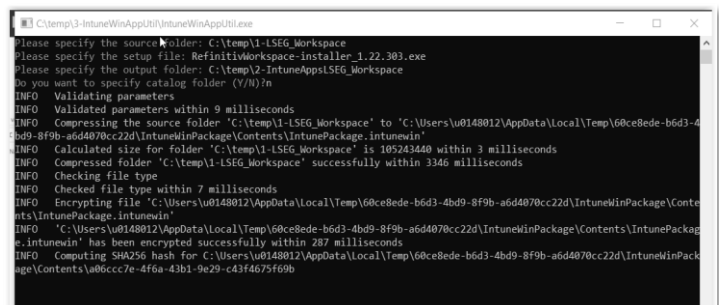 C:\temp\3-IntuneWinAppUtil\IntuneWinAppUtil.exe
Please specify the source folder: C:\temp\1-LSEG_Workspace
Please specify the setup file: RefinitivWorkspace-installer_1.22.303.exe
Please specify the output folder: C:\temp\2-IntuneAppsLSEG_Workspace
Do you want to specify catalog folder (Y/N)?n
INFO   Validating parameters
INFO   Validated parameters within 9 milliseconds
INFO   Compressing the source folder 'C:\temp\1-LSEG_Workspace' to 'C:\Users\u0148012\AppData\Local\Temp\60ce8ede-b6d3-4
bd9-8f9b-a6d4070cc22d\IntuneWinPackage\Contents\IntunePackage.intunewin'
INFO   Calculated size for folder 'C:\temp\1-LSEG_Workspace' is 105243440 within 3 milliseconds
INFO   Compressed folder 'C:\temp\1-LSEG_Workspace' successfully within 3346 milliseconds
INFO   Checking file type
INFO   Checked file type within 7 milliseconds
INFO   Encrypting file 'C:\Users\u0148012\AppData\Local\Temp\60ce8ede-b6d3-4bd9-8f9b-a6d4070cc22d\IntuneWinPackage\Conte
nts\IntunePackage.intunewin'
INFO   'C:\Users\u0148012\AppData\Local\Temp\60ce8ede-b6d3-4bd9-8f9b-a6d4070cc22d\IntuneWinPackage\Contents\IntunePackag
e.intunewin' has been encrypted successfully within 287 milliseconds
INFO   Computing SHA256 hash for C:\Users\u0148012\AppData\Local\Temp\60ce8ede-b6d3-4bd9-8f9b-a6d4070cc22d\IntuneWinPack
age\Contents\a06ccc7e-4f6a-43b1-9e29-c43f4675f69b